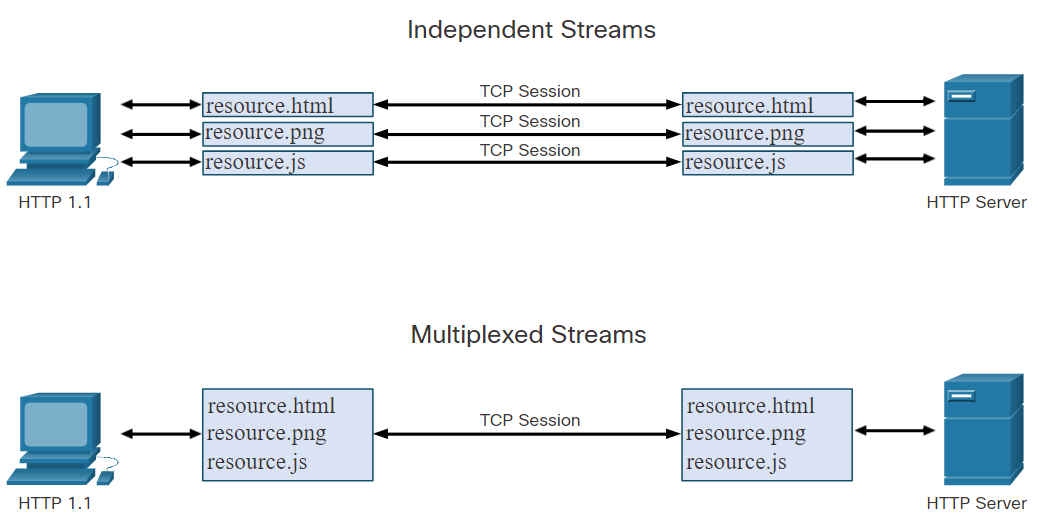 Independent Streams
TCP Session
resource.html
resource.html
TCP Session
resource.png
resource.png
TCP Session
resource.js
resource.js
HTTP 1.1
HTTP Server
Multiplexed Streams
resource.html
resource.png
resource.js
TCP Session
resource.html
resource.png
resource.js
HTTP 1.1
HTTP Server